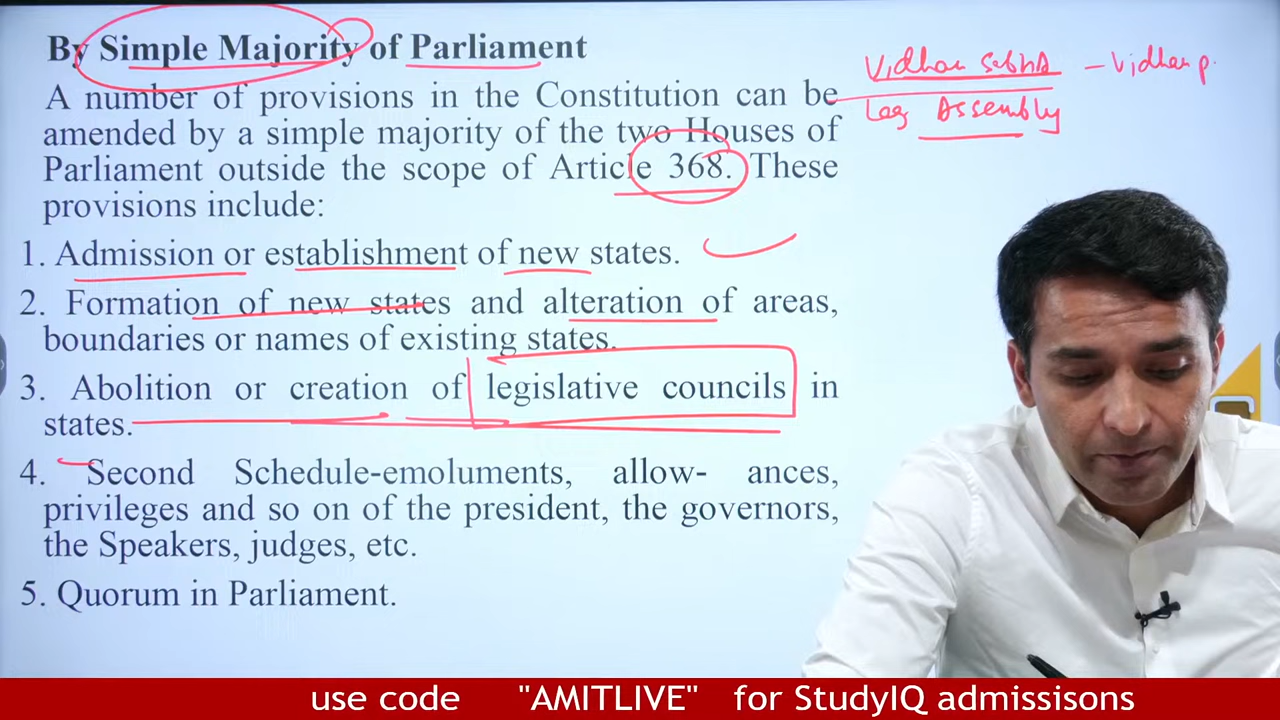 By Simple Majority of Parliament
A number of provisions in the Constitution can be
amended by a simple majority of the two Houses of
Parliament outside the scope of Article 368. These
provisions include:
1. Admission or establishment of new states.
2. Formation of new states and alteration of areas,
boundaries or names of existing states.
3. Abolition or creation of legislative councils in
states.
4. Second Schedule-emoluments, allow- ances,
privileges and so on of the president, the governors,
the Speakers, judges, etc.
5. Quorum in Parliament.
Vidhan Sabha - Vidhan p.
Leg Assembly
use code "AMITLIVE" for StudyIQ admissisons